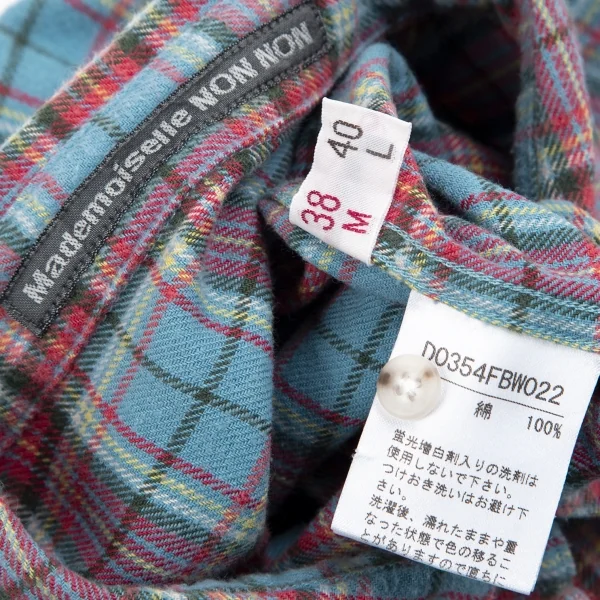 Mademoiselle NON NON
40
L
38
M
D0354FBW022
綿 100%
蛍光増白剤入りの洗剤は
使用しないで下さい。
つけおき洗いはお避け下
さい。
洗濯後、濡れたままや重
なった状態で色の移るこ
とがありますので直ちに